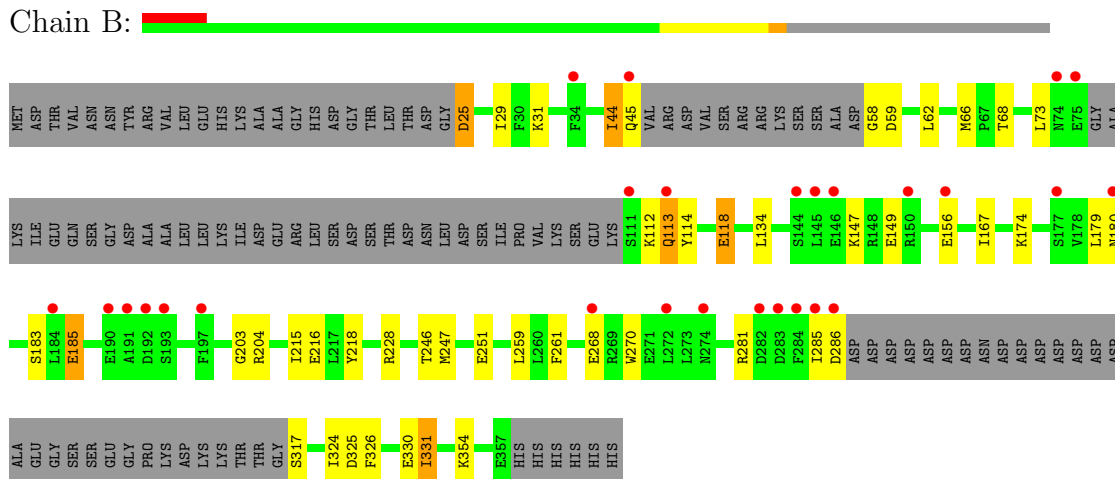 Chain B:
MET ASP THR VAL ASN ASN TYR ARG VAL LEU GLU HIS LYS ALA ALA GLY HIS ASP GLY THR LEU THR ASP GLY D25 I29 F30 K31 F34 I44 Q45 VAL ARG ASP VAL SER ARG ARG LYS SER SER ALA ASP G58 D59 L62 M66 P67 T68 L73 N74 E75 GLY ALA
LYS ILE GLU GLN SER GLY ASP ALA ALA LEU LEU LYS ILE ASP GLU ARG LEU SER ASP SER THR ASP ASN LEU ASP SER ILE PRO VAL LYS SER GLU LYS S111 K112 Q113 Y114 E118 L134 S144 L145 E146 K147 R148 E149 R150 E156 I167 K174 S177 V178 L179 N180
S183 L184 E185 E190 A191 D192 S193 F197 G203 R204 I215 E216 L217 Y218 R228 T246 M247 E251 L259 L260 F261 E268 R269 W270 E271 L272 L273 N274 R281 D282 D283 F284 I285 D286 ASP ASP ASP ASP ASP ASP ASP ASN ASP ASP ASP ASP ASP ASP
ALA GLU GLY SER SER GLU GLY PRO LYS ASP LYS LYS THR THR GLY S317 I324 D325 F326 E330 I331 K354 E357 HIS HIS HIS HIS HIS HIS